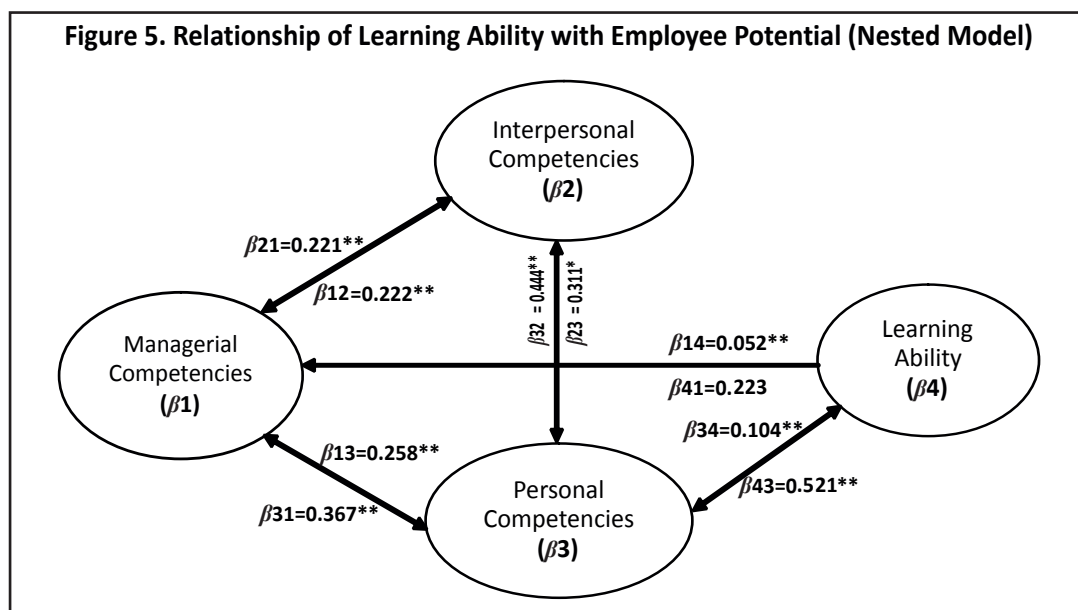 Figure 5. Relationship of Learning Ability with Employee Potential (Nested Model)
Interpersonal
Competencies
(β2)
β21=0.221**
β12=0.222**
β32 = 0.444**
β23 = 0.311*
Managerial
Competencies
(β1)
β14=0.052**
β41=0.223
Learning
Ability
(β4)
β34=0.104**
β43=0.521**
β13=0.258**
β31=0.367**
Personal
Competencies
(β3)